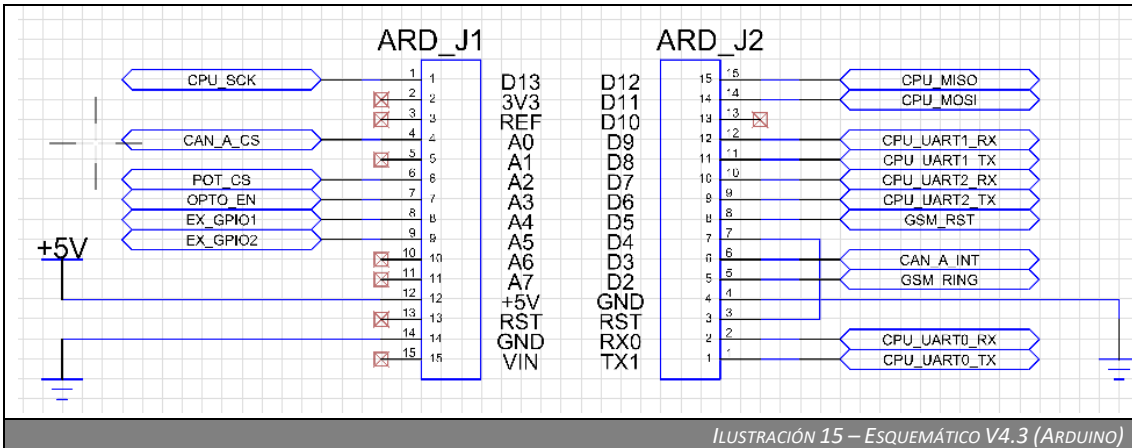 ARD_J1 ARD_J2
CPU_SCK 1 1 D13 D12 15 15 CPU_MISO
2 2 3V3 D11 14 14 CPU_MOSI
3 3 REF D10 13 13
CAN_A_CS 4 4 A0 D9 12 12 CPU_UART1_RX
5 5 A1 D8 11 11 CPU_UART1_TX
POT_CS 6 6 A2 D7 10 10 CPU_UART2_RX
OPTO_EN 7 7 A3 D6 9 9 CPU_UART2_TX
EX_GPIO1 8 8 A4 D5 8 8 GSM_RST
EX_GPIO2 9 9 A5 D4 7 7
+5V 10 10 A6 D3 6 6 CAN_A_INT
11 11 A7 D2 5 5 GSM_RING
12 12 +5V GND 4 4
13 13 RST RST 3 3
14 14 GND RX0 2 2 CPU_UART0_RX
15 15 VIN TX1 1 1 CPU_UART0_TX
ILUSTRACIÓN 15 – ESQUEMÁTICO V4.3 (ARDUINO)